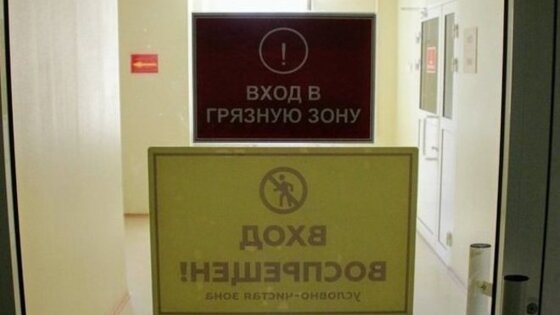 ВХОД В
ГРЯЗНУЮ ЗОНУ
ВХОД
ВОСПРЕЩЕН!
УСЛОВНО-ЧИСТАЯ ЗОНА